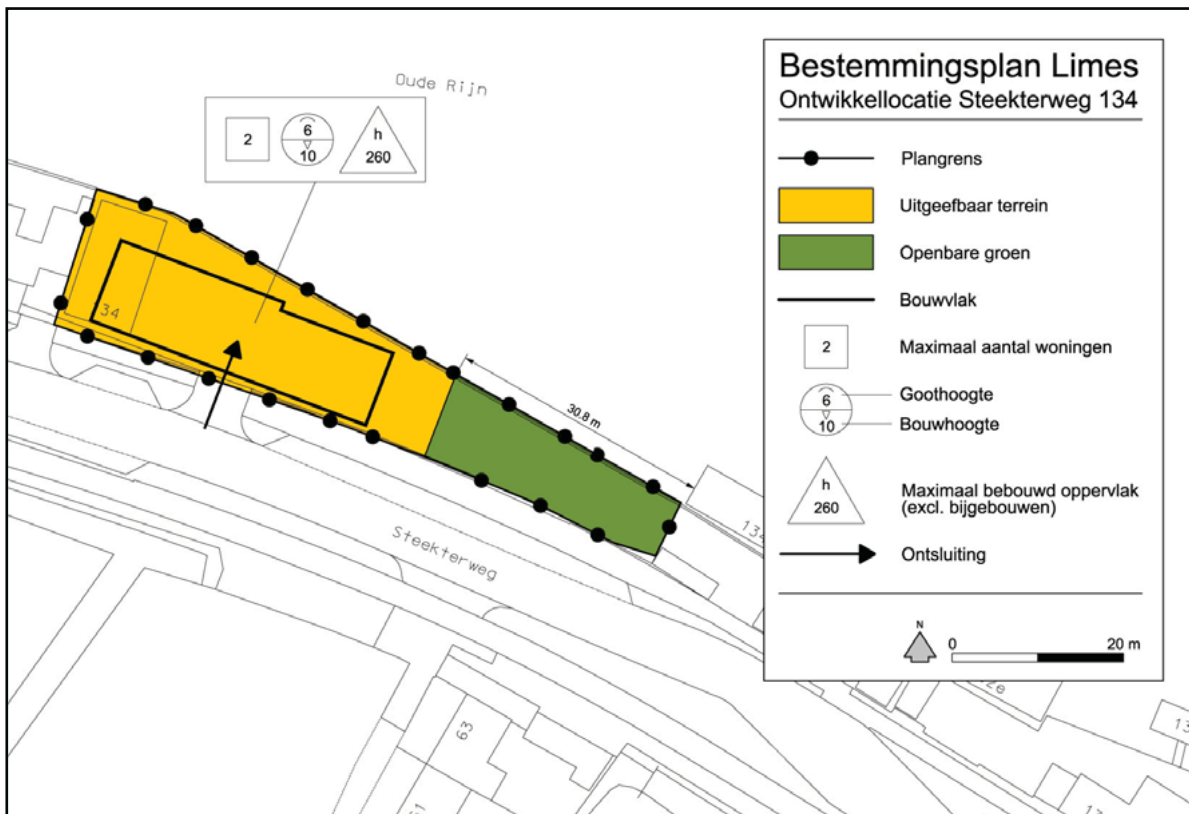 Oude Rijn
2
6
10
h
260
34
30.8 m
Steekterweg
134
63
61
Bestemmingsplan Limes
Ontwikkellocatie Steekterweg 134
Plangrens
Uitgeefbaar terrein
Openbare groen
Bouwvlak
2
Maximaal aantal woningen
6
Goothoogte
10
Bouwhoogte
h
260
Maximaal bebouwd oppervlak
(excl. bijgebouwen)
Ontsluiting
N
0
20 m